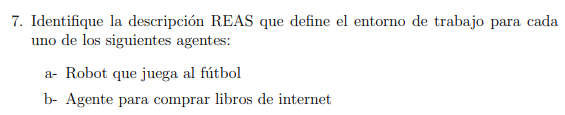 7. Identifique la descripción REAS que define el entorno de trabajo para cada
uno de los siguientes agentes:
a- Robot que juega al fútbol
b- Agente para comprar libros de internet